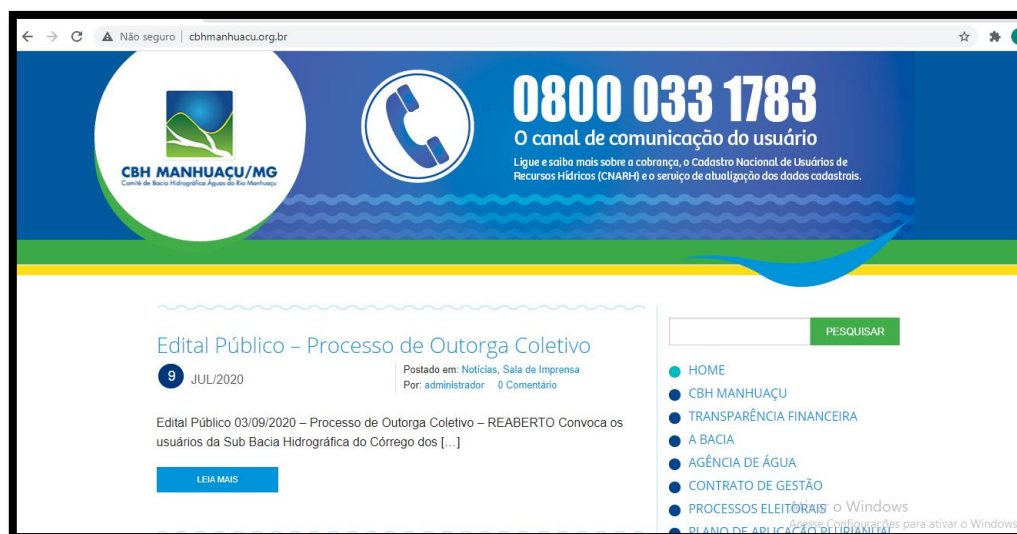 Não seguro | cbhmanhuacu.org.br
0800 033 1783
O canal de comunicação do usuário
Ligue e saiba mais sobre a cobrança, o Cadastro Nacional de Usuários de
Recursos Hídricos (CNARH) e o serviço de atualização dos dados cadastrais.
CBH MANHUAÇU/MG
Comitê de Bacia Hidrográfica Águas do Rio Manhuaçu
PESQUISAR
Edital Público – Processo de Outorga Coletivo
9 JUL/2020
Postado em: Notícias, Sala de Imprensa
Por: administrador 0 Comentário
Edital Público 03/09/2020 – Processo de Outorga Coletivo – REABERTO Convoca os
usuários da Sub Bacia Hidrográfica do Córrego dos […]
LEIA MAIS
HOME
CBH MANHUAÇU
TRANSPARÊNCIA FINANCEIRA
A BACIA
AGÊNCIA DE ÁGUA
CONTRATO DE GESTÃO
PROCESSOS ELEITORAIS
PLANO DE APLICAÇÃO PLURIANUAL
Ativar o Windows
Acesse Configurações para ativar o Windows